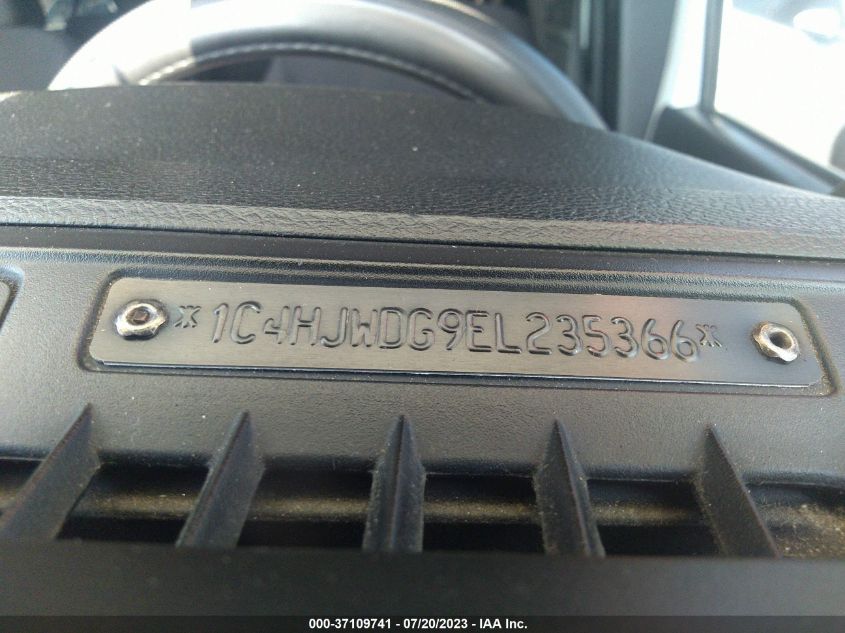 *1C4HJWDG9EL235366*
000-37109741 / 07/20/2023 - IAA Inc.